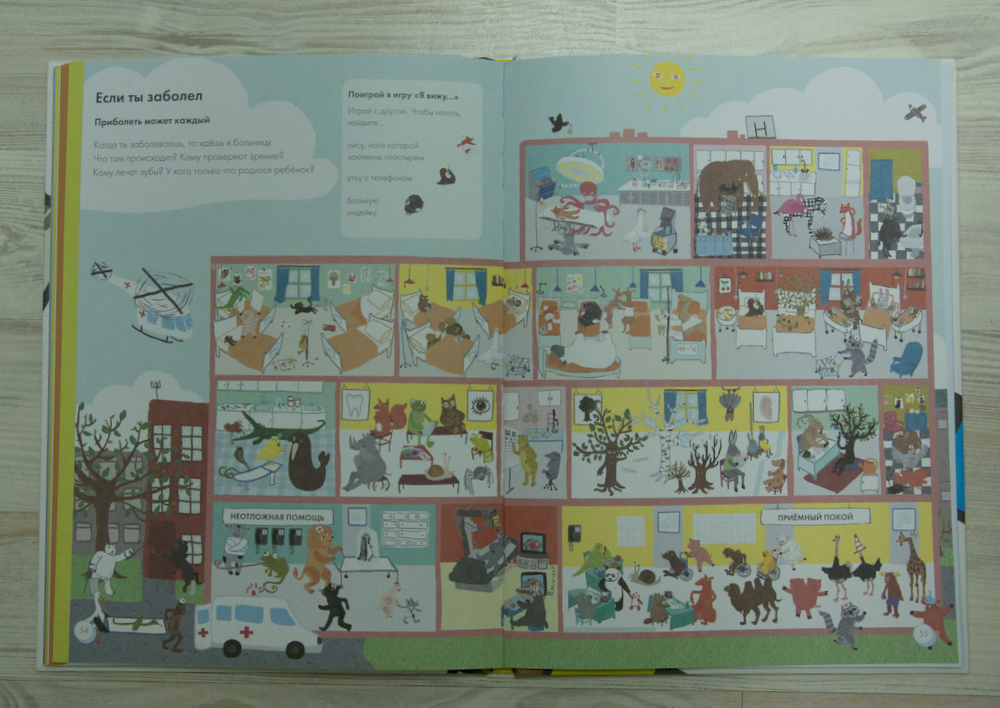 Если ты заболел
Приболеть может каждый
Когда ты заболеваешь, то идёшь в больницу.
Что там происходит? Кому проверяют зрение?
Кому лечат зубы? У кого только что родился ребёнок?
Поиграй в игру «Я вижу...»
Играй с другом. Чтобы начать,
найдите...
лису, ноги которой
заклеены пластырем
утку с телефоном
больную
индейку
H
НЕОТЛОЖНАЯ ПОМОЩЬ
ПРИЁМНЫЙ ПОКОЙ
54
55